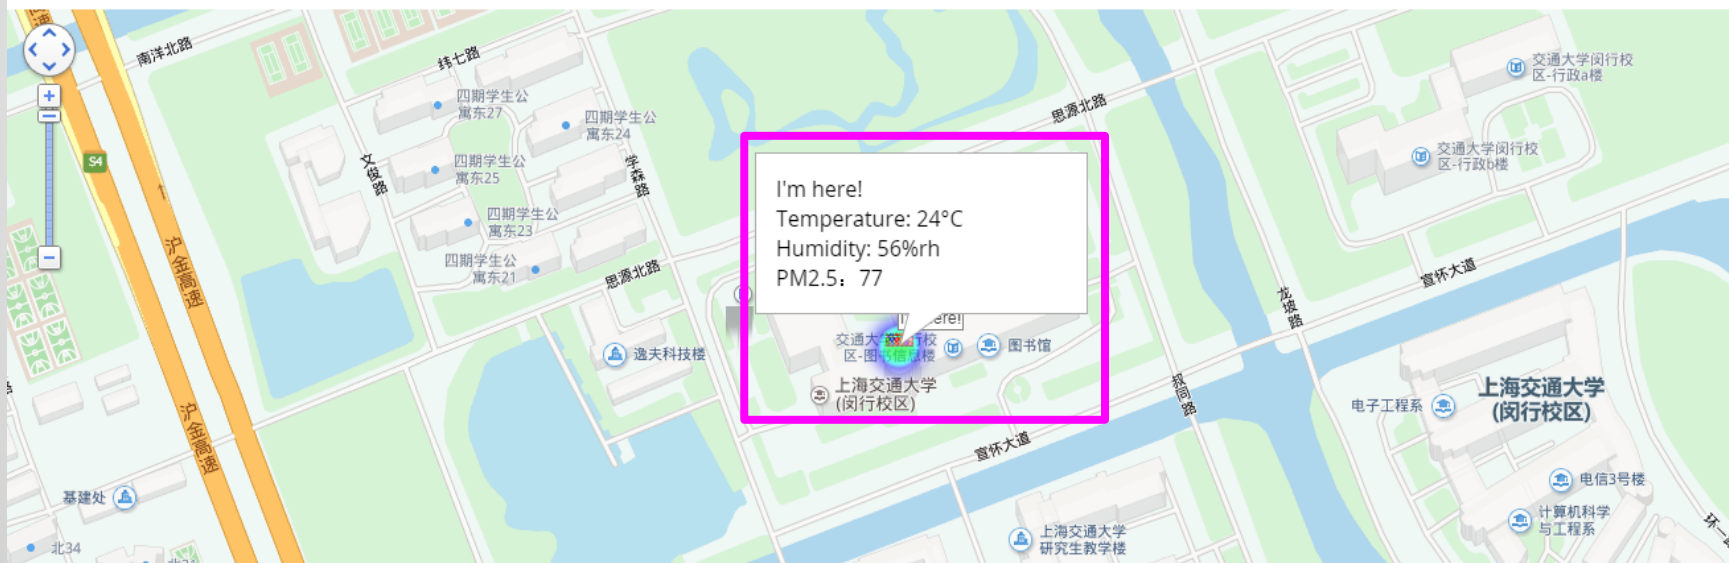 南洋北路
纬七路
四期学生公
寓东27
四期学生公
寓东24
思源北路
交通大学闵行校
区-行政a楼
交通大学闵行校
区-行政b楼
S4
文俊路
四期学生公
寓东25
学森路
四期学生公
寓东23
四期学生公
寓东21
思源北路
沪金高速
I'm here!
Temperature: 24°C
Humidity: 56%rh
PM2.5: 77
宣怀大道
龙坡路
逸夫科技楼
交通大
行校
区-图书信息楼
图书馆
上海交通大学
(闵行校区)
叔同路
电子工程系
上海交通大学
(闵行校区)
沪金高速
宣怀大道
基建处
电信3号楼
计算机科学
与工程系
上海交通大学
研究生教学楼
北34
环一